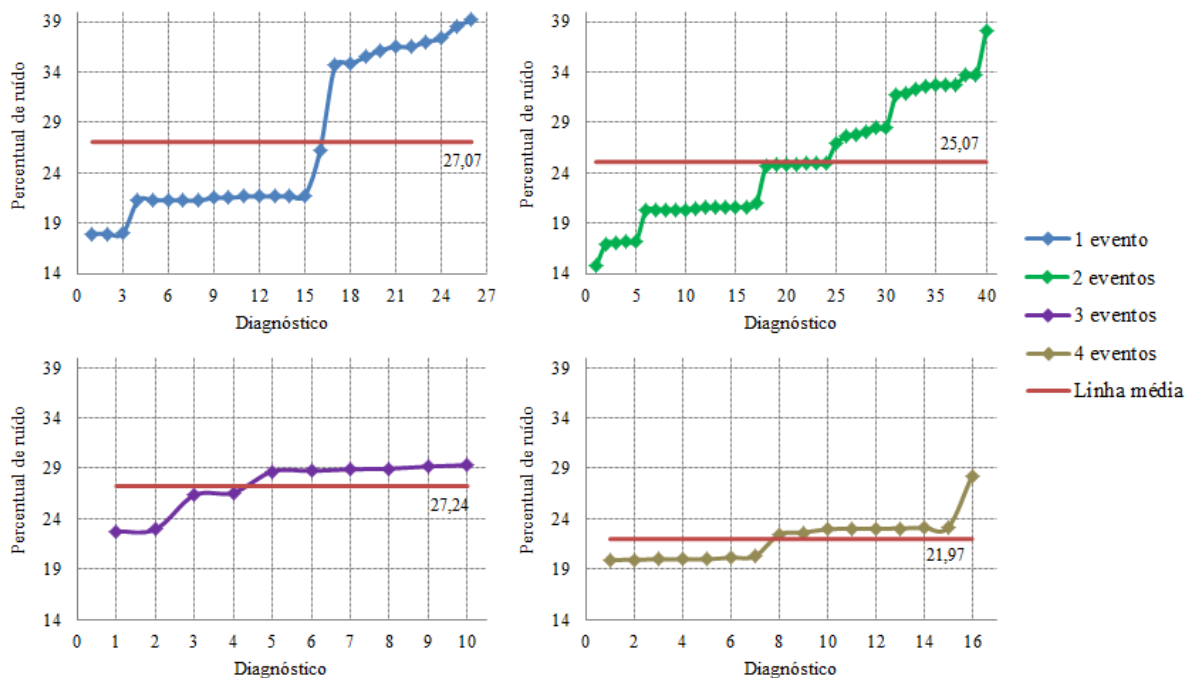 39
34
29
24
19
14
Percentual de ruído
27,07
0 3 6 9 12 15 18 21 24 27
Diagnóstico
39
34
29
24
19
14
Percentual de ruído
25,07
0 5 10 15 20 25 30 35 40
Diagnóstico
1 evento
2 eventos
3 eventos
4 eventos
Linha média
39
34
29
24
19
14
Percentual de ruído
27,24
0 1 2 3 4 5 6 7 8 9 10
Diagnóstico
39
34
29
24
19
14
Percentual de ruído
21,97
0 2 4 6 8 10 12 14 16
Diagnóstico